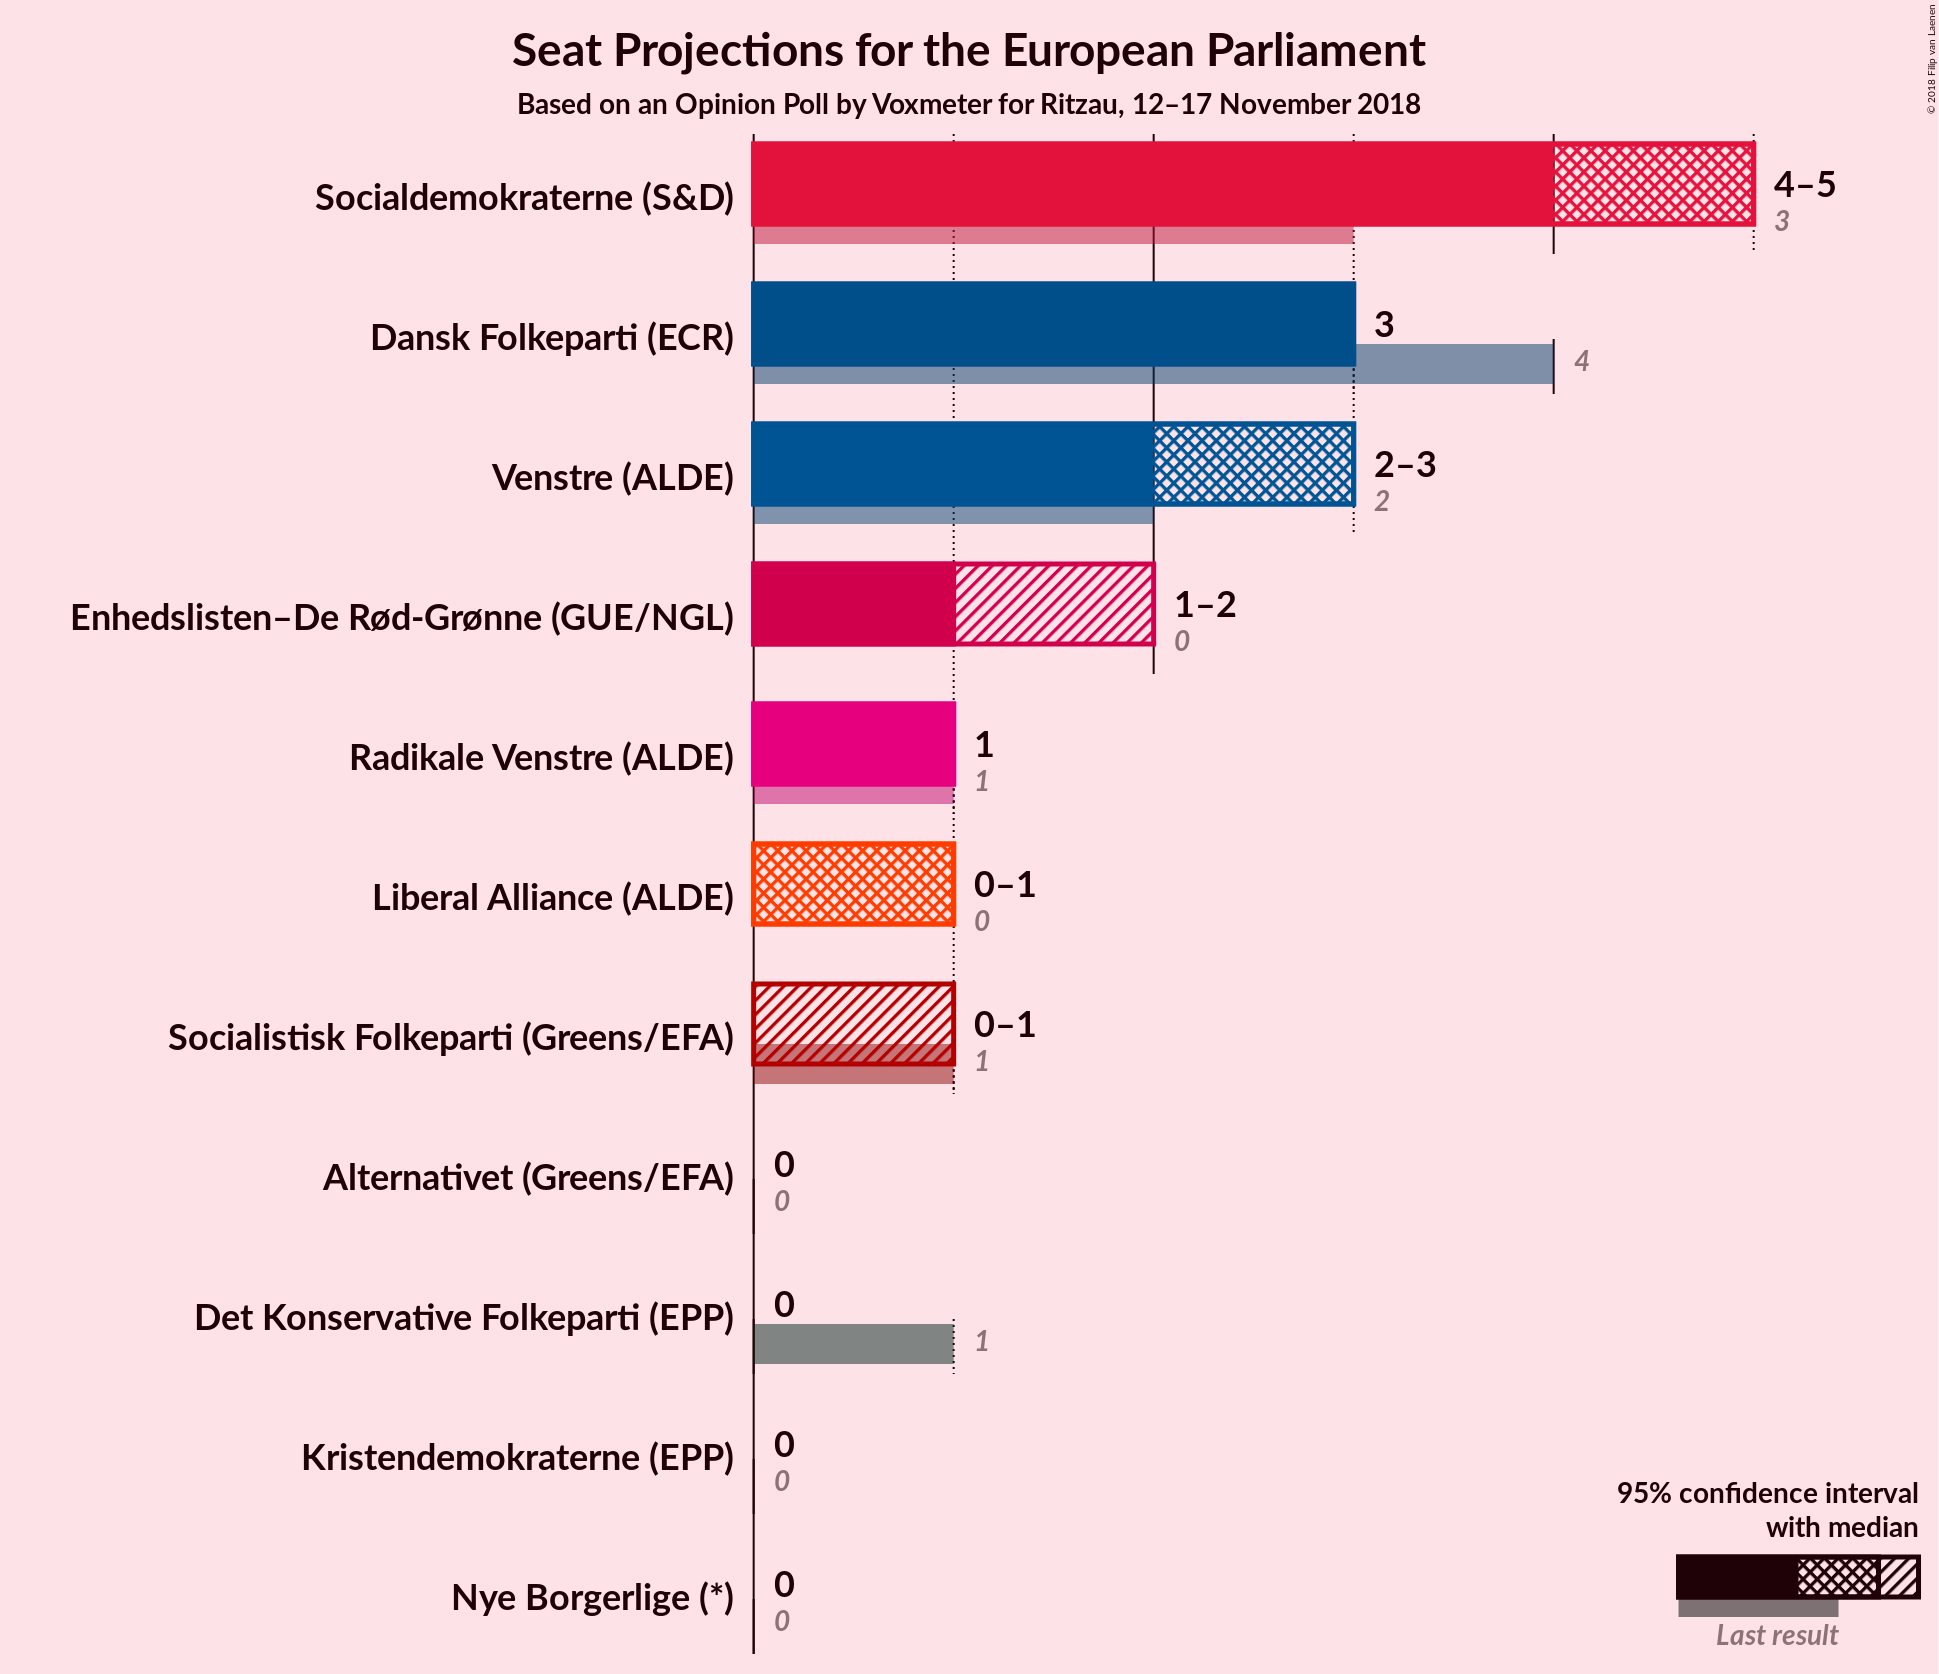 Seat Projections for the European Parliament
Based on an Opinion Poll by Voxmeter for Ritzau, 12–17 November 2018
© 2018 Filip van Laenen
Socialdemokraterne (S&D)
4–5
3
Dansk Folkeparti (ECR)
3
4
Venstre (ALDE)
2–3
2
Enhedslisten–De Rød-Grønne (GUE/NGL)
1–2
0
Radikale Venstre (ALDE)
1
1
Liberal Alliance (ALDE)
0–1
0
Socialistisk Folkeparti (Greens/EFA)
0–1
1
Alternativet (Greens/EFA)
0
0
Det Konservative Folkeparti (EPP)
0
1
Kristendemokraterne (EPP)
0
0
Nye Borgerlige (*)
0
0
95% confidence interval
with median
Last result